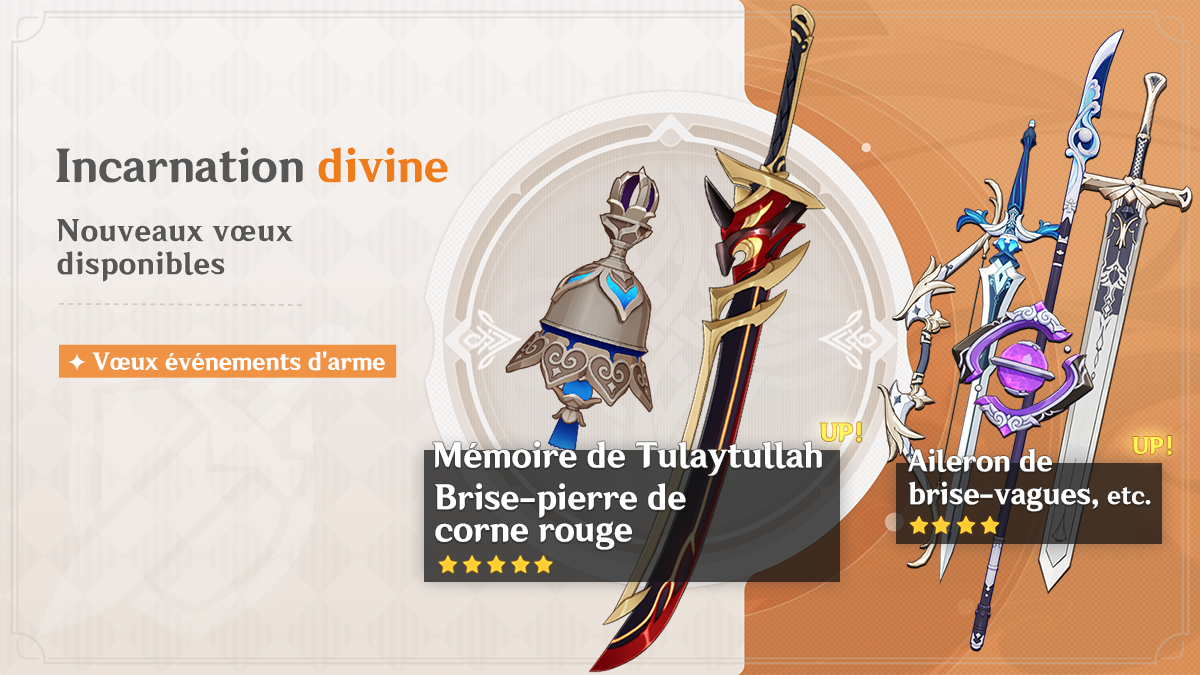 Incarnation divine
Nouveaux vœux
disponibles
✦ Vœux événements d'arme
UP!
Mémoire de Tulaytullah
Brise-pierre de
corne rouge
UP!
Aileron de
brise-vagues, etc.